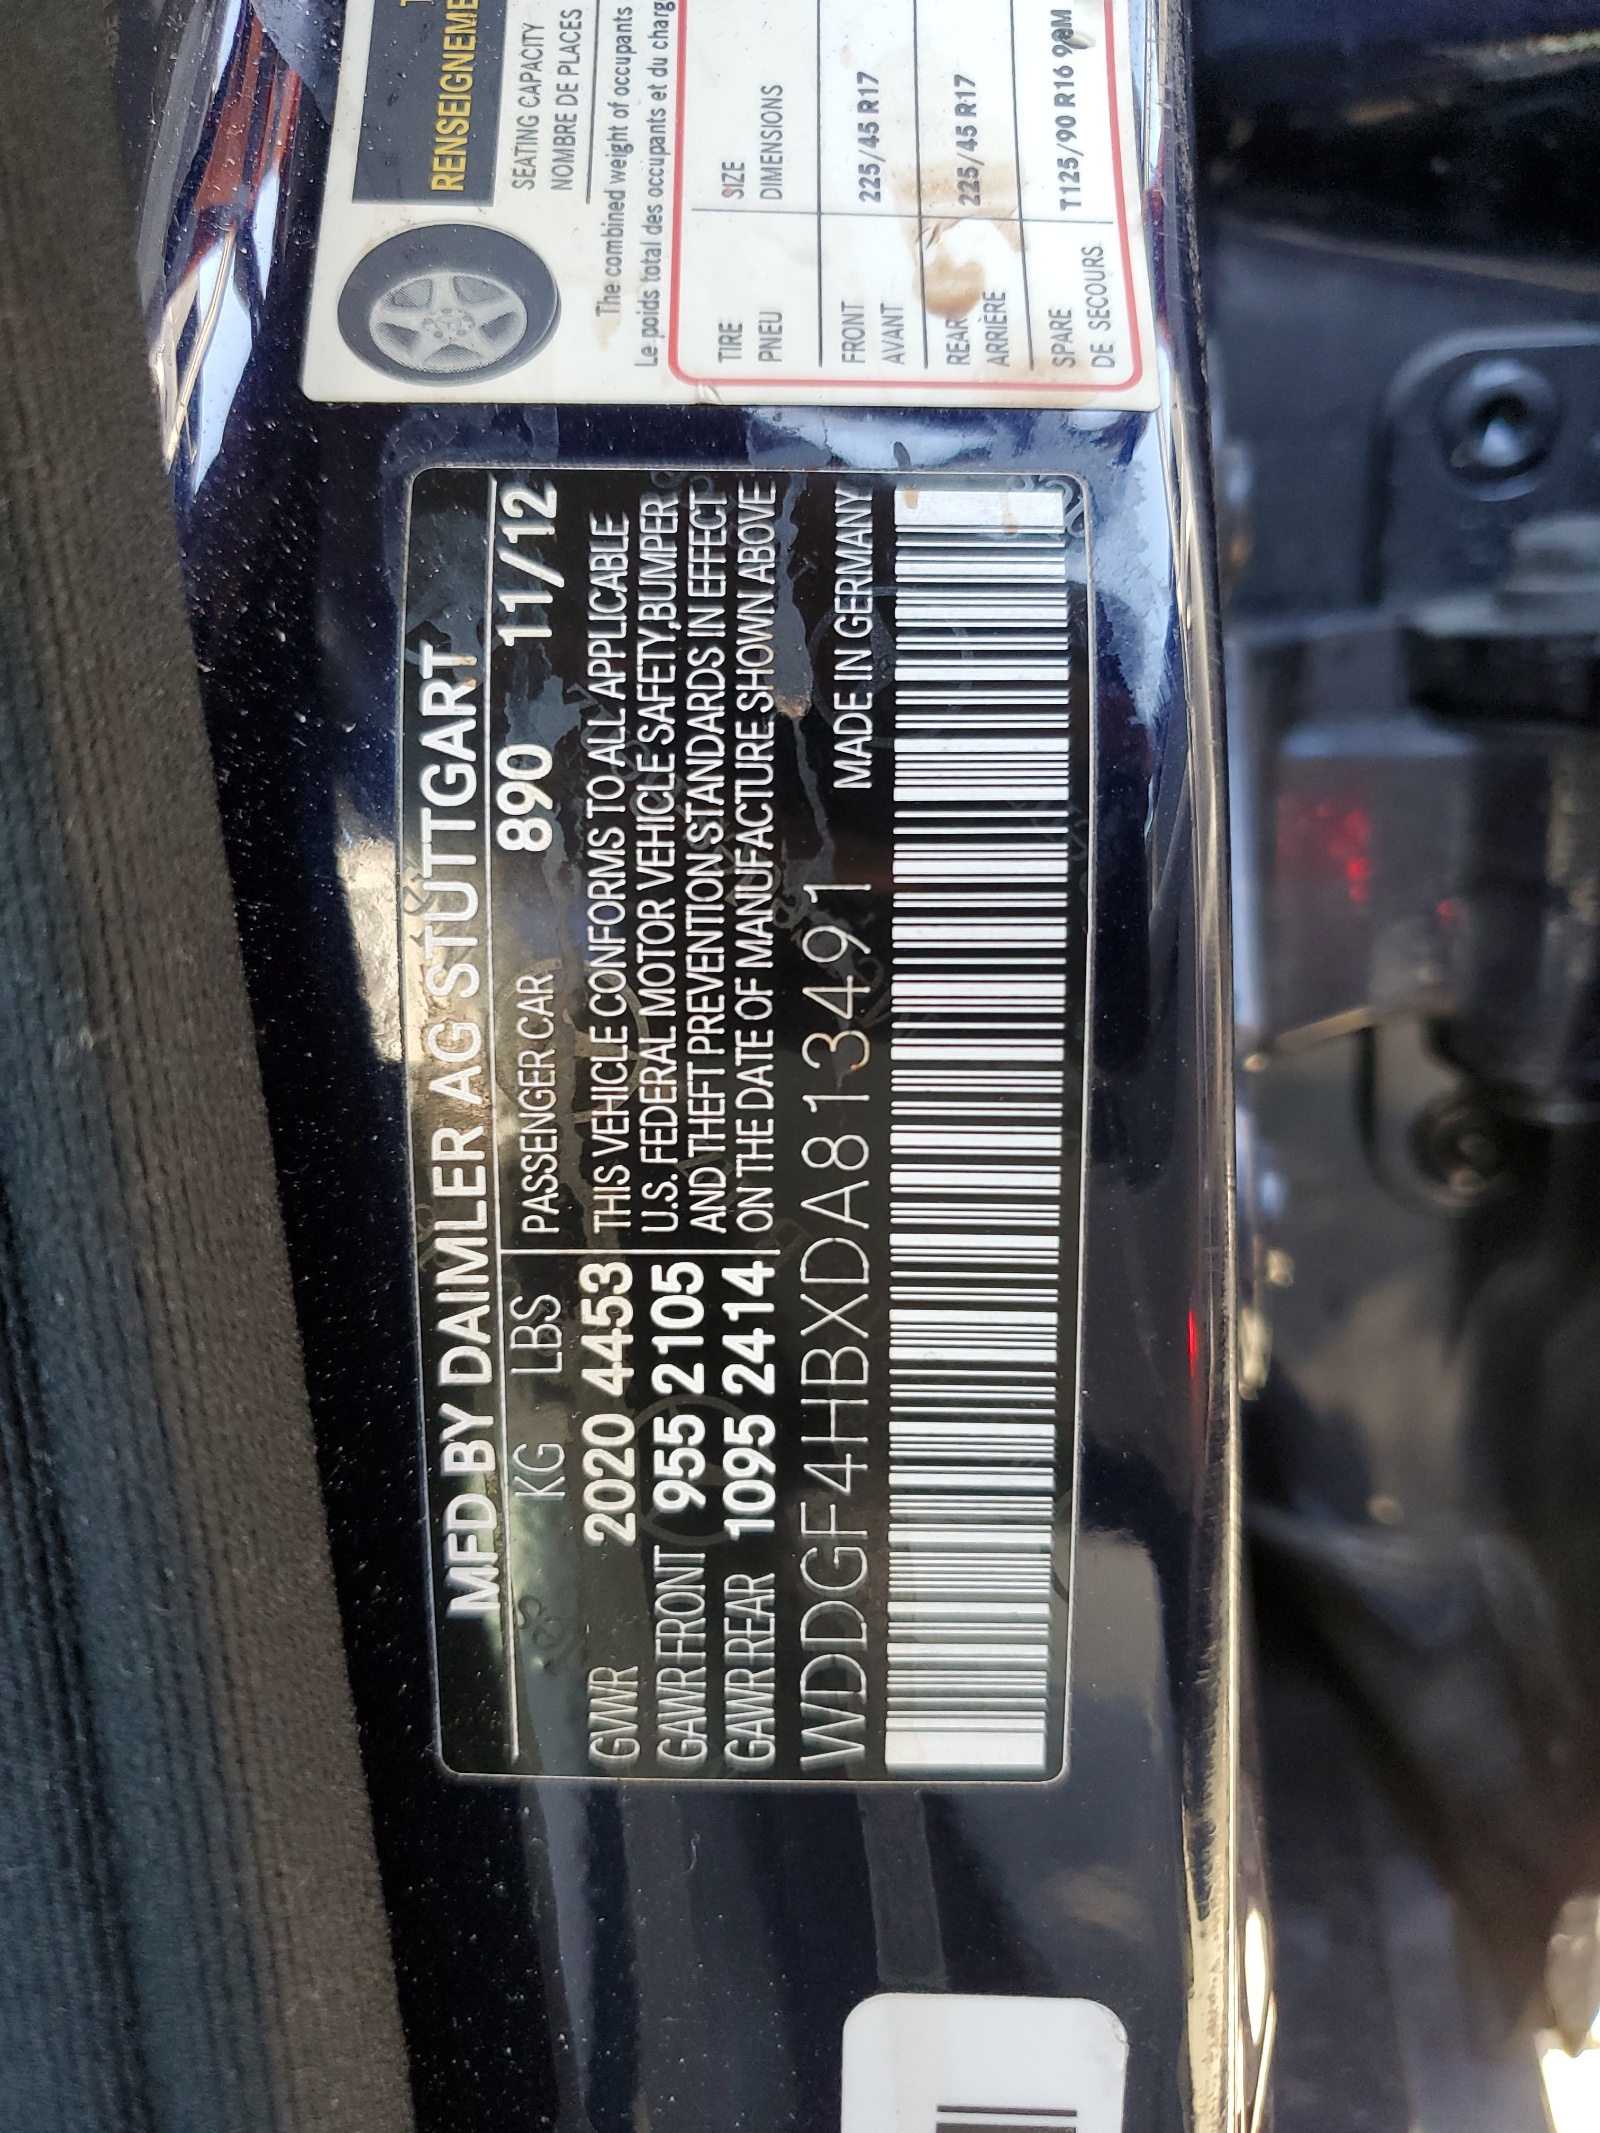 MFD BY DAIMLER AG STUTTGART
KG LBS PASSENGER CAR 890 11/12
GVWR 2020 4453 THIS VEHICLE CONFORMS TO ALL APPLICABLE
GAWR FRONT 955 2105 U.S. FEDERAL MOTOR VEHICLE SAFETY,BUMPER
GAWR REAR 1095 2414 AND THEFT PREVENTION STANDARDS IN EFFECT
ON THE DATE OF MANUFACTURE SHOWN ABOVE
WDDGF4HBXDA813491 MADE IN GERMANY
RENSEIGNEME
SEATING CAPACITY
NOMBRE DE PLACES
The combined weight of occupants
Le poids total des occupants et du charg
TIRE SIZE
PNEU DIMENSIONS
FRONT 225/45 R17
AVANT
REAR 225/45 R17
ARRIÈRE
SPARE T125/90 R16 98M
DE SECOURS